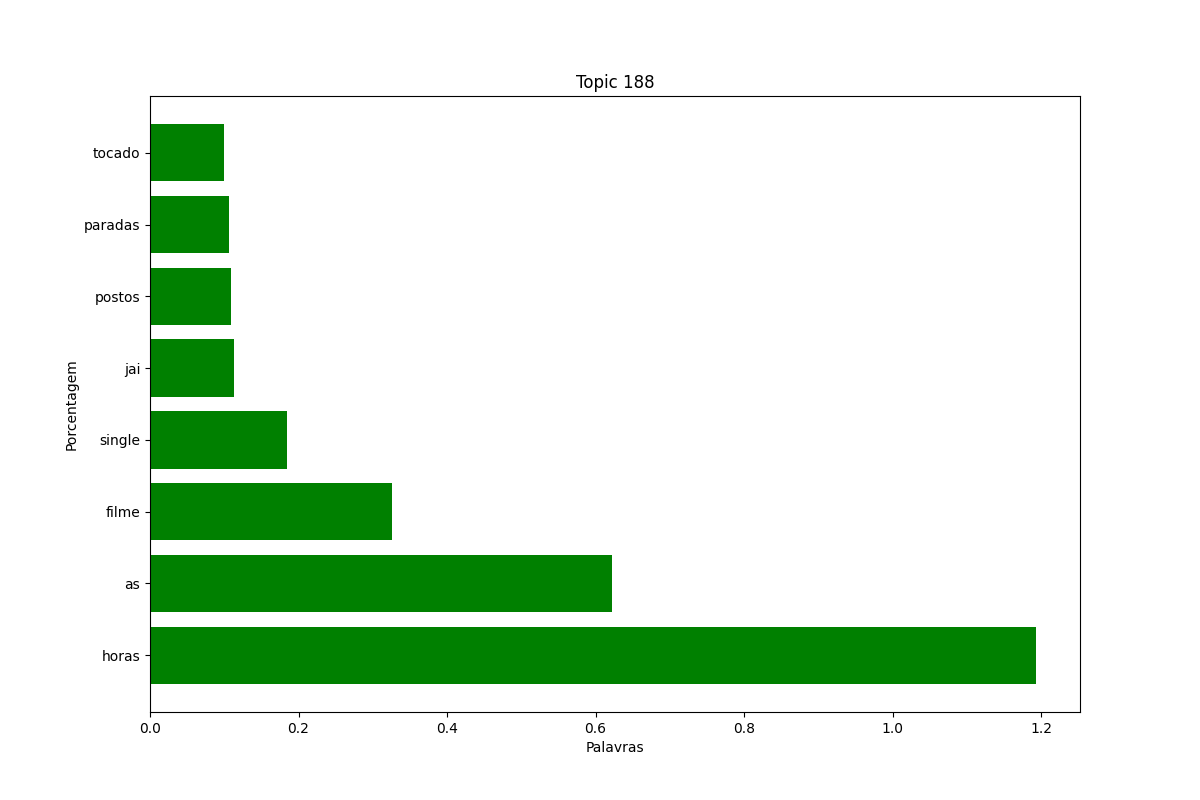 Topic 188
tocado
paradas
postos
jai
single
filme
as
horas
Porcentagem
0.0 0.2 0.4 0.6 0.8 1.0 1.2
Palavras